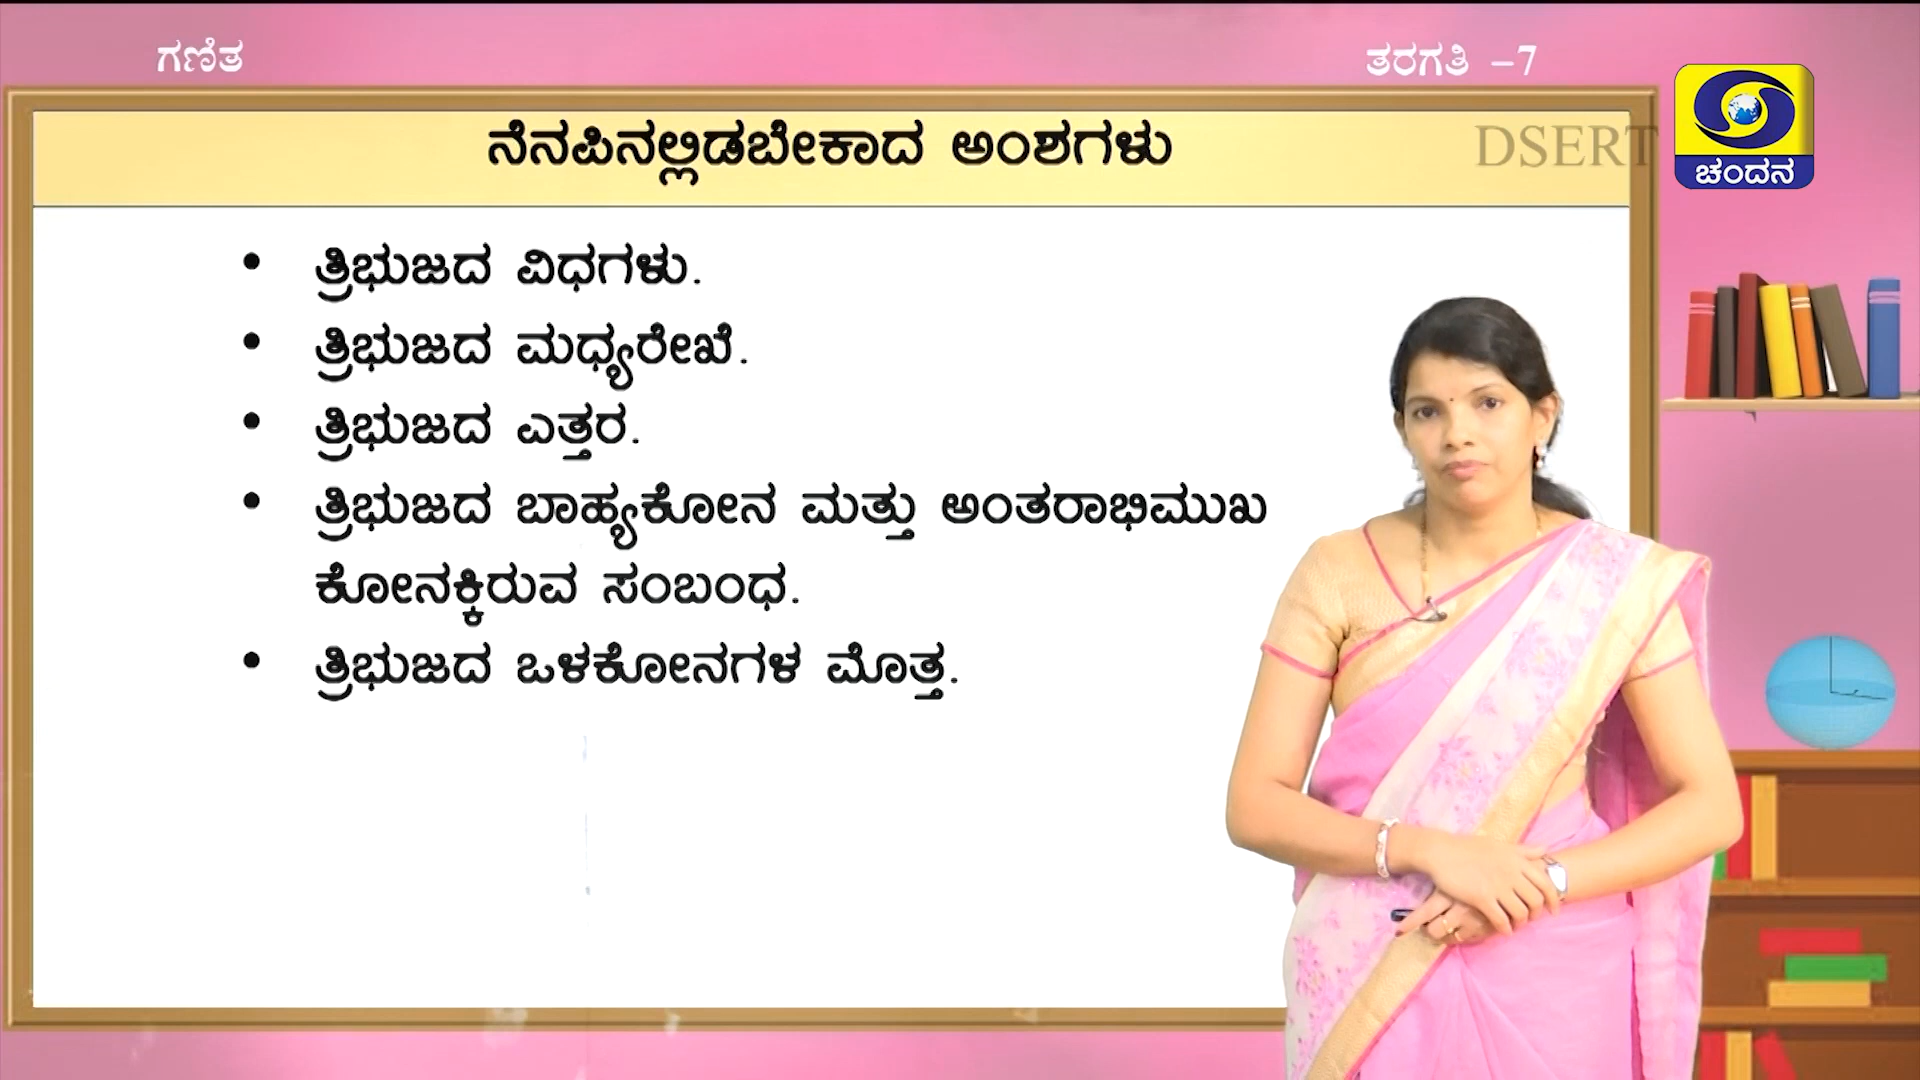 ಗಣಿತ
ತರಗತಿ –7
ನೆನಪಿನಲ್ಲಿಡಬೇಕಾದ ಅಂಶಗಳು
DSERT
ಚಂದನ
• ತ್ರಿಭುಜದ ವಿಧಗಳು.
• ತ್ರಿಭುಜದ ಮಧ್ಯರೇಖೆ.
• ತ್ರಿಭುಜದ ಎತ್ತರ.
• ತ್ರಿಭುಜದ ಬಾಹ್ಯಕೋನ ಮತ್ತು ಅಂತರಾಭಿಮುಖ
ಕೋನಕ್ಕಿರುವ ಸಂಬಂಧ.
• ತ್ರಿಭುಜದ ಒಳಕೋನಗಳ ಮೊತ್ತ.